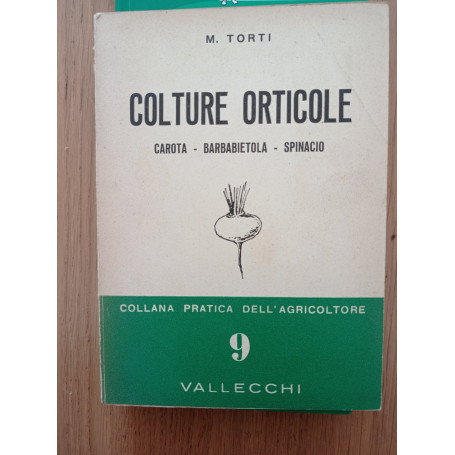 M. TORTI
COLTURE ORTICOLE
CAROTA - BARBABIETOLA - SPINACIO
COLLANA PRATICA DELL'AGRICOLTORE
9
VALLECCHI